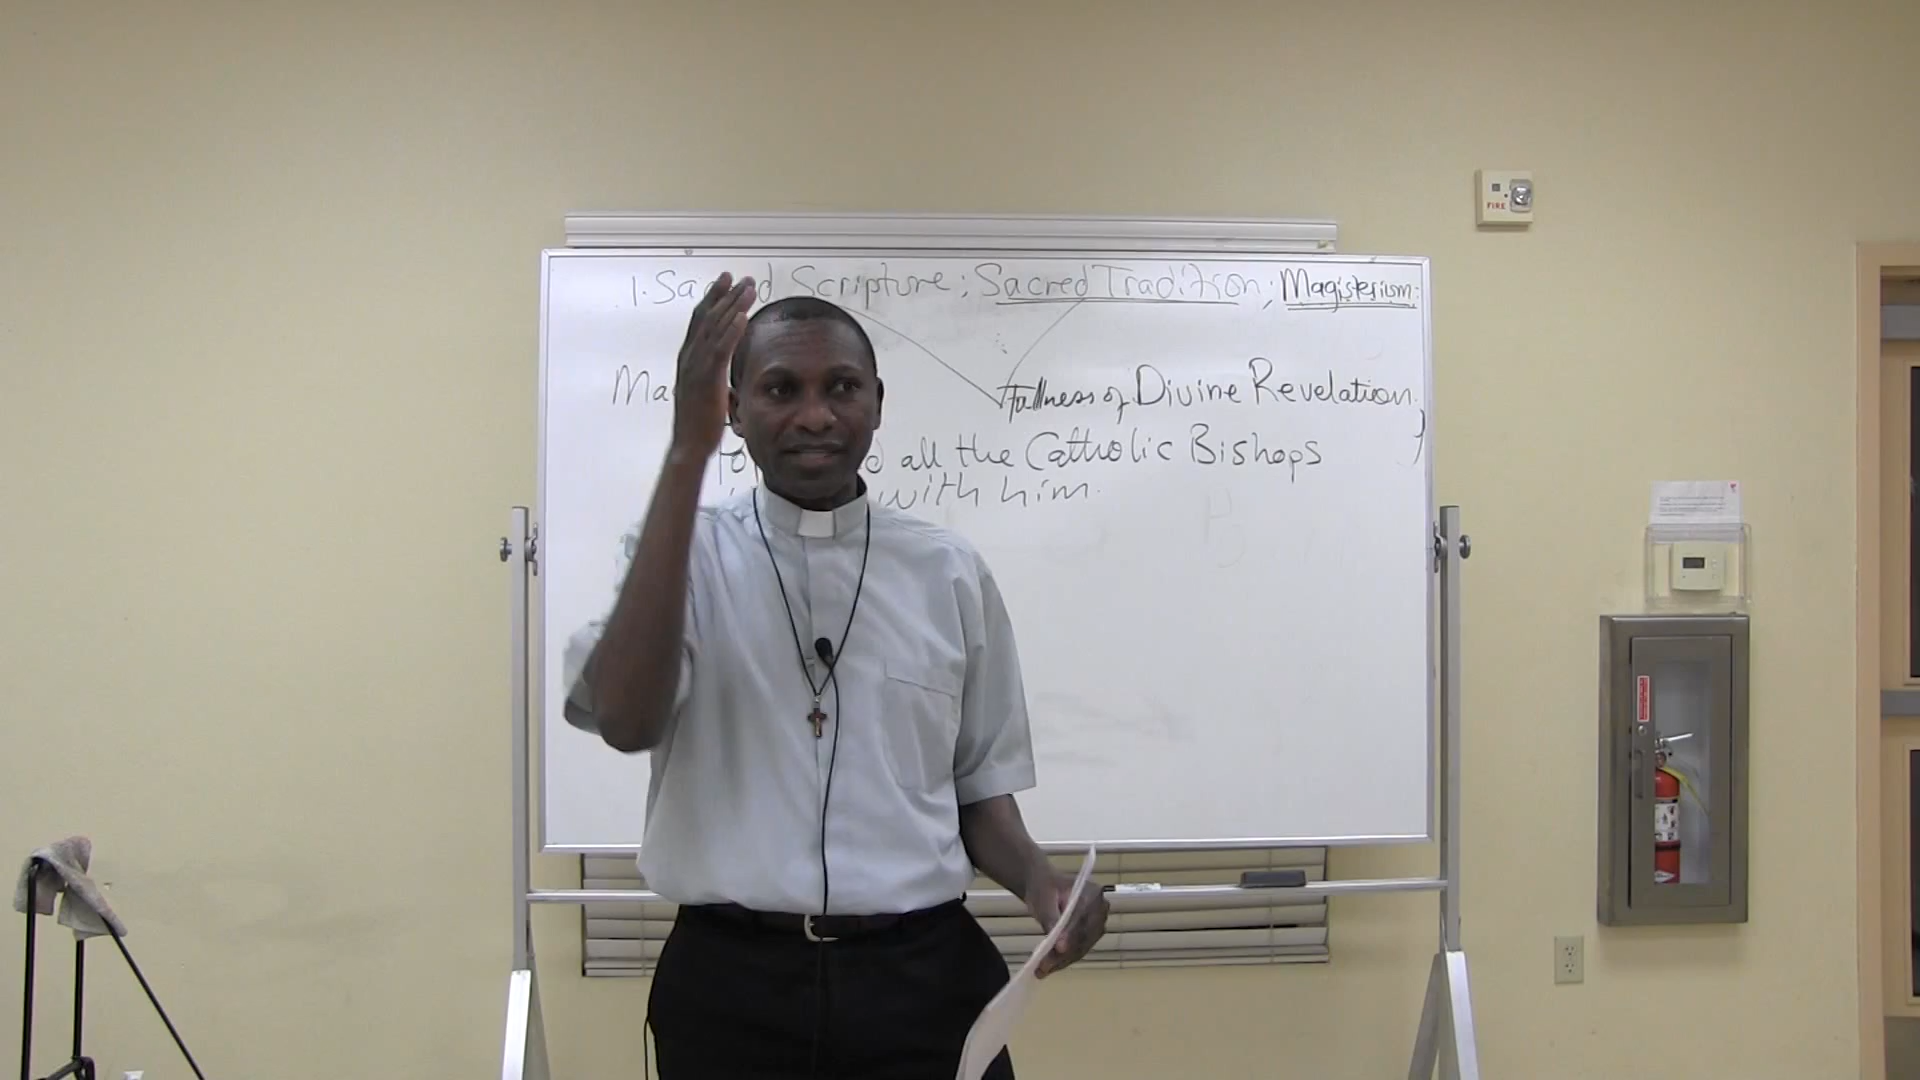 1. Sacred Scripture; Sacred Tradition; Magisterium:
Fullness of Divine Revelation.
all the Catholic Bishops
with him.
FIRE